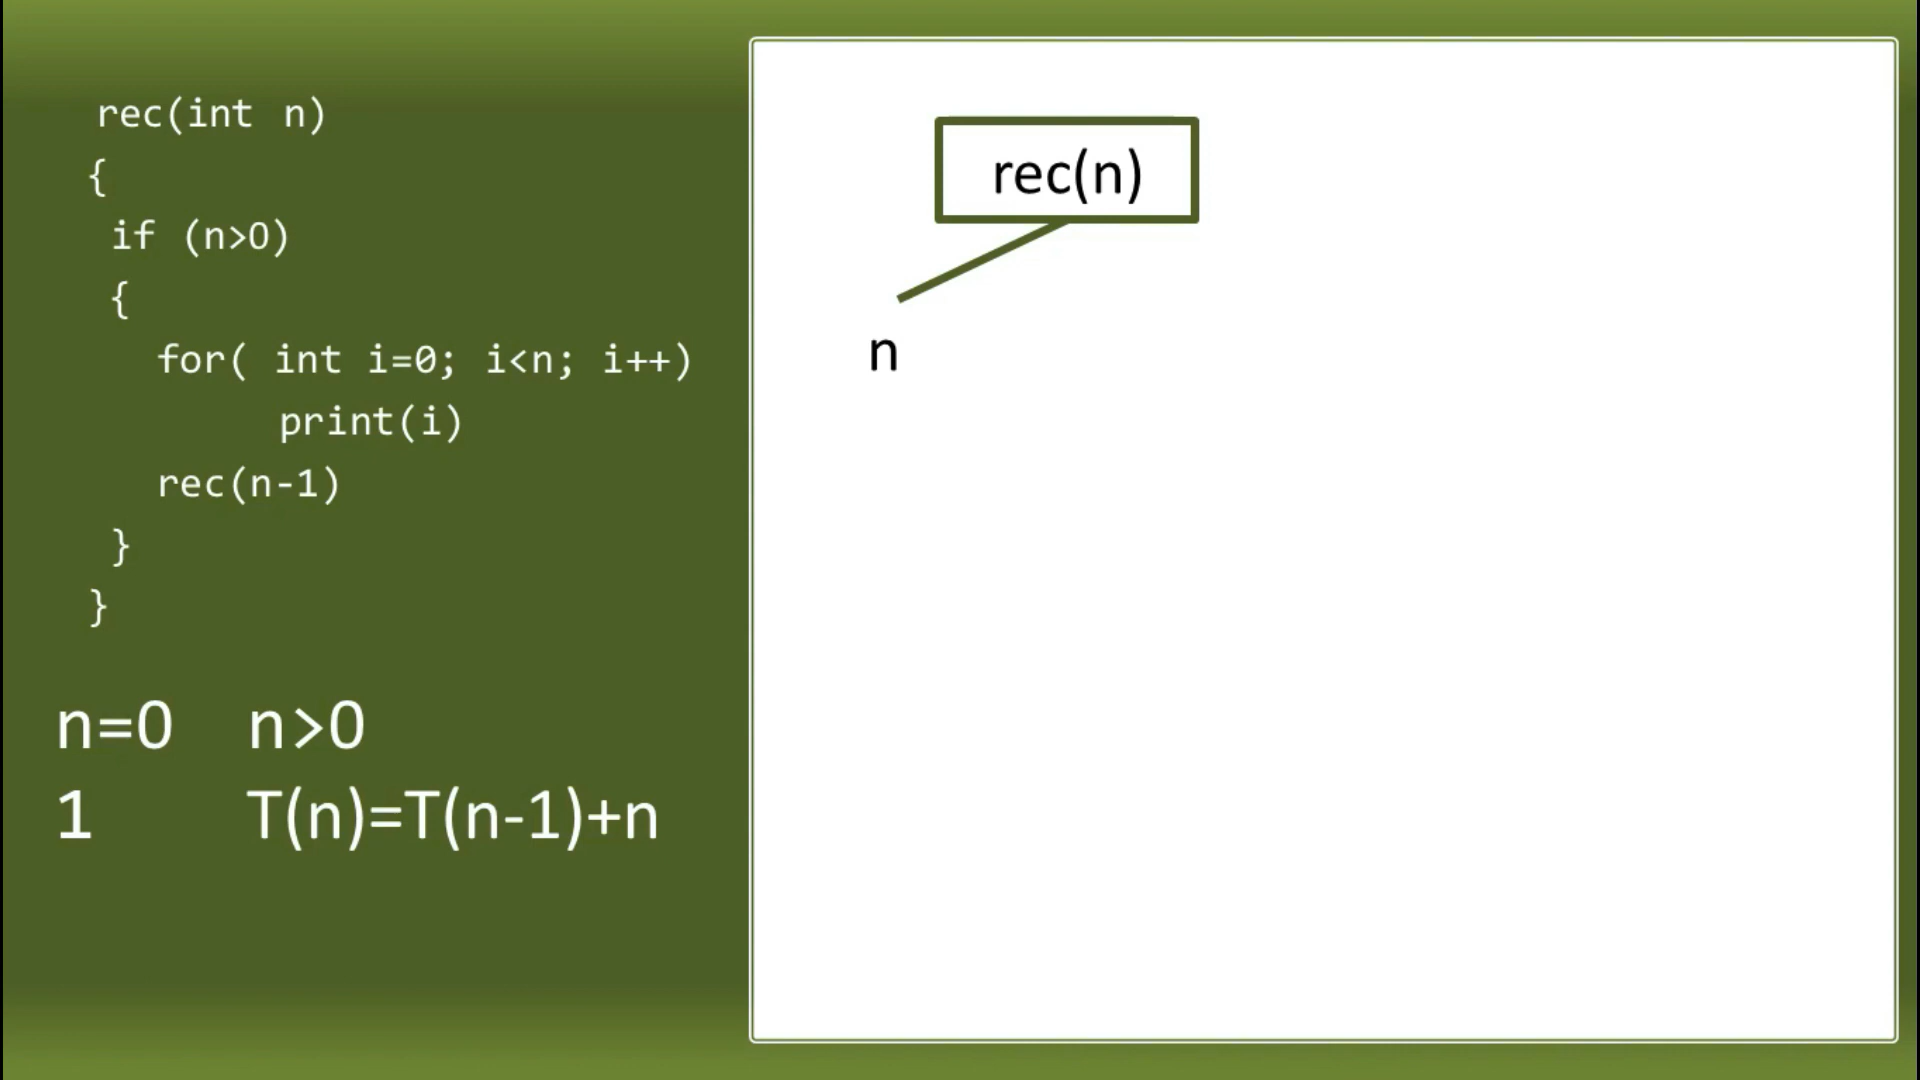 rec(int n)
{
if (n>0)
{
for( int i=0; i<n; i++)
print(i)
rec(n-1)
}
}
n=0 n>0
1 T(n)=T(n-1)+n
rec(n)
n